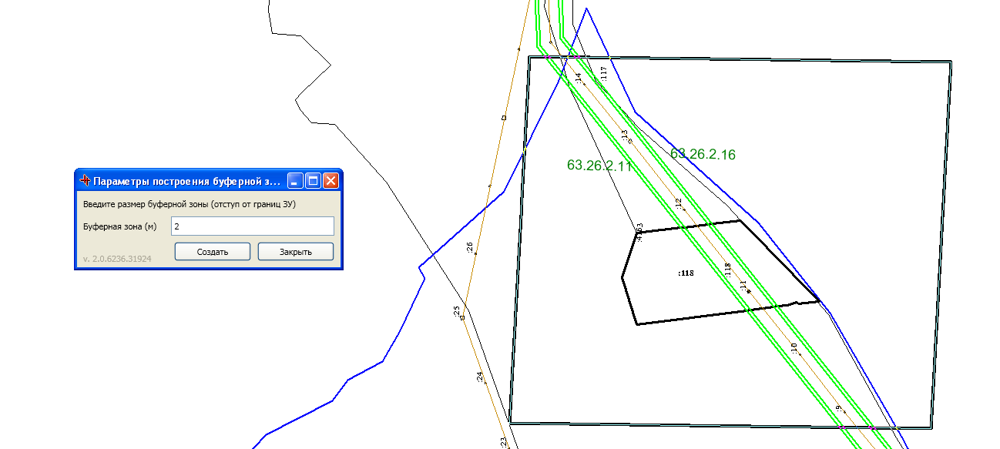 :14
:117
:13
63.26.2.16
63.26.2.11
Параметры построения буферной з...
Введите размер буферной зоны (отступ от границ ЗУ)
Буферная зона (м)
2
Создать
Закрыть
v. 2.0.6236.31924
:12
:26
:118
:118
:11
:25
:10
:24
:9
:23